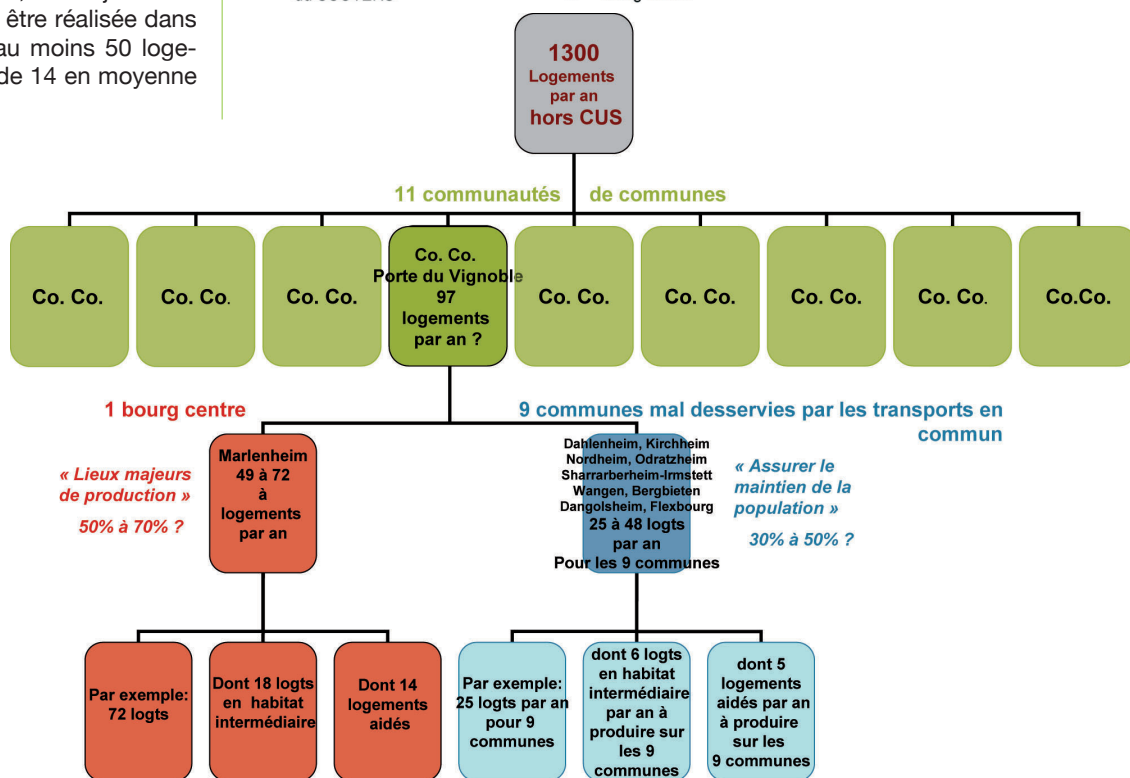 être réalisée dans
au moins 50 loge-
de 14 en moyenne
1300
Logements
par an
hors CUS
11 communautés de communes
Co. Co.
Co. Co.
Co. Co.
Co. Co.
Porte du Vignoble
97
logements
par an ?
Co. Co.
Co. Co.
Co. Co.
Co. Co.
Co.Co.
1 bourg centre
9 communes mal desservies par les transports en
commun
« Lieux majeurs
de production »
50% à 70% ?
Marlenheim
49 à 72
à
logements
par an
Dahlenheim, Kirchheim
Nordheim, Odratzheim
Sharrarberheim-Irmstett
Wangen, Bergbieten
Dangolsheim, Flexbourg
25 à 48 logts
par an
Pour les 9 communes
« Assurer le
maintien de la
population »
30% à 50% ?
Par exemple:
72 logts
Dont 18 logts
en habitat
intermédiaire
Dont 14
logements
aidés
Par exemple:
25 logts par an
pour 9
communes
dont 6 logts
en habitat
intermédiaire
par an à
produire sur
les 9
communes
dont 5
logements
aidés par an
à produire
sur les
9 communes